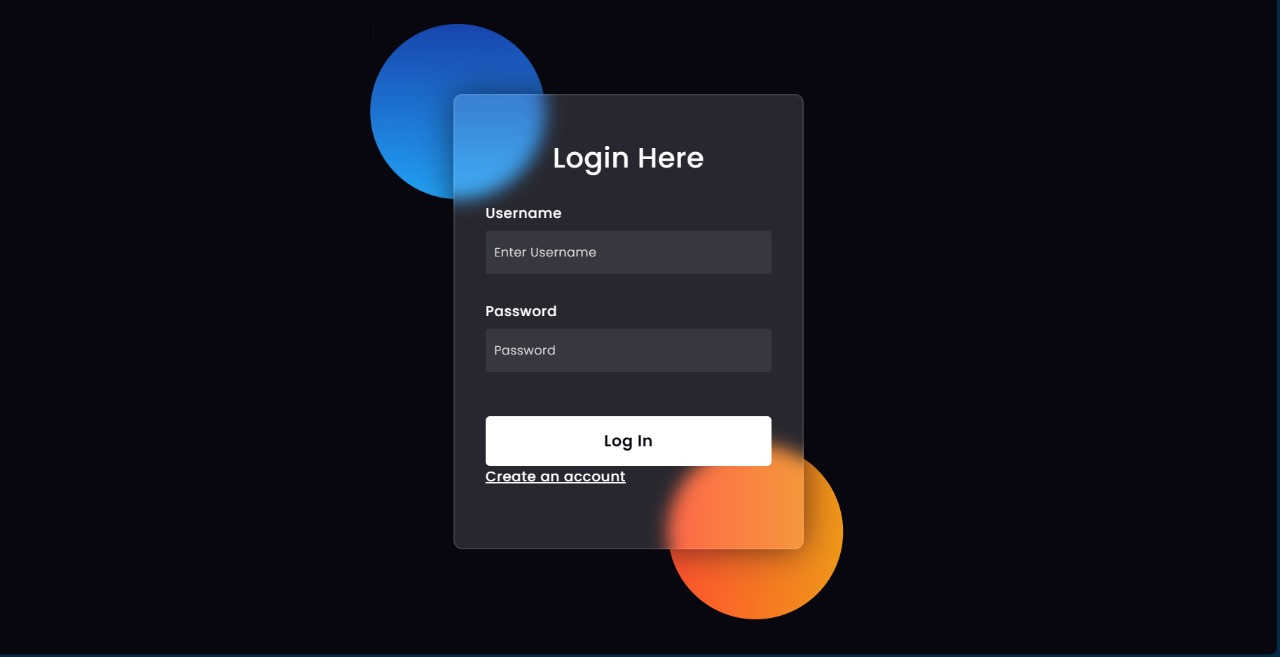 Login Here
Username
Enter Username
Password
Password
Log In
Create an account